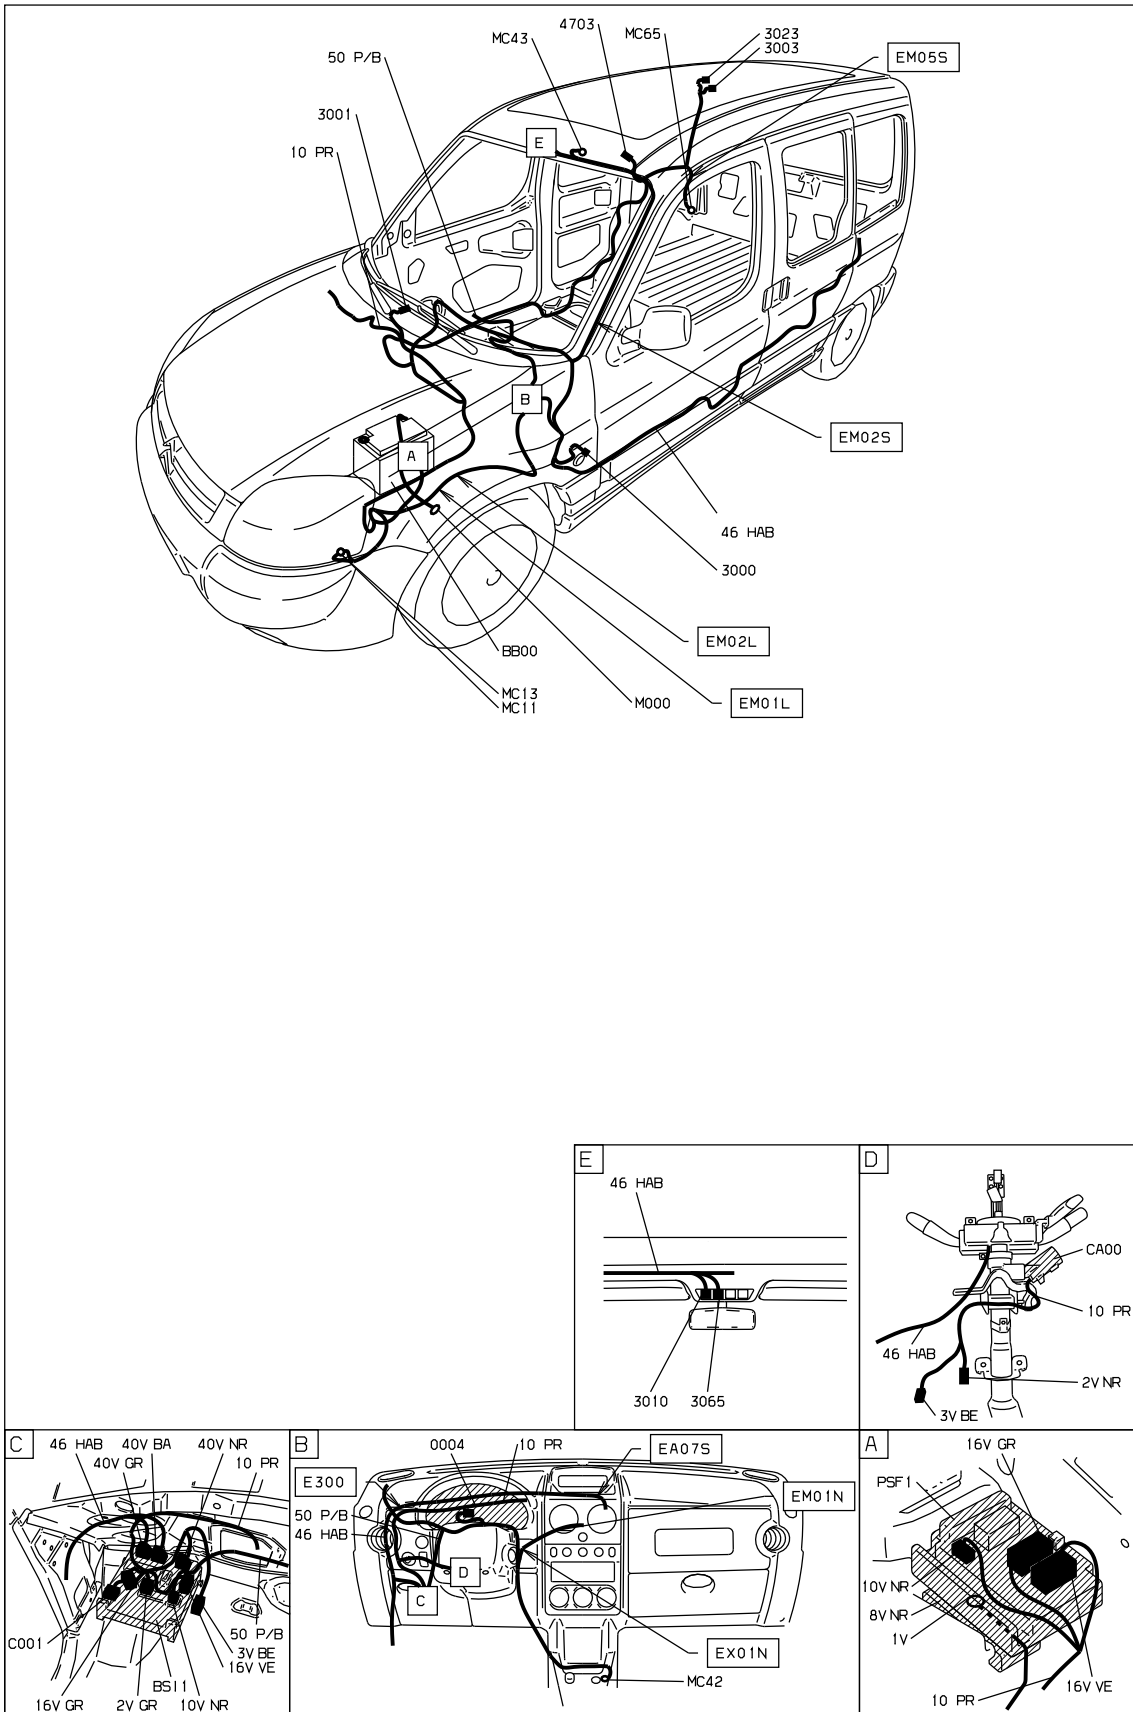 4703
MC43
MC65
3023
3003
EM05S
50 P/B
3001
10 PR
E
B
A
EM02S
46 HAB
3000
EM02L
BB00
MC13
MC11
M000
EM01L
E
46 HAB
3010
3065
D
CA00
10 PR
46 HAB
2V NR
3V BE
C
46 HAB
40V BA
40V NR
40V GR
10 PR
C001
50 P/B
3V BE
16V VE
BSI1
16V GR
2V GR
10V NR
B
0004
10 PR
EA07S
E300
EM01N
50 P/B
46 HAB
D
C
EX01N
MC42
A
16V GR
PSF1
10V NR
8V NR
1V
16V VE
10 PR